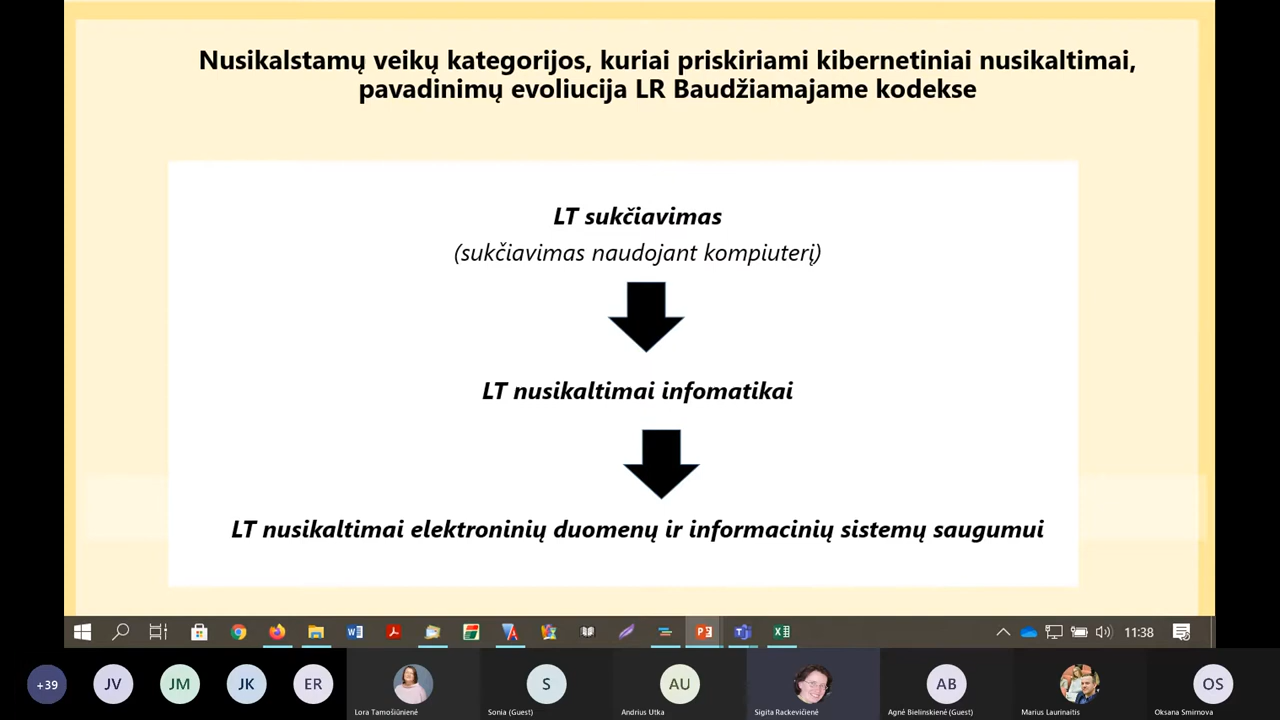 Nusikalstamų veikų kategorijos, kuriai priskiriami kibernetiniai nusikaltimai,
pavadinimų evoliucija LR Baudžiamajame kodekse
LT sukčiavimas
(sukčiavimas naudojant kompiuterį)
LT nusikaltimai infomatikai
LT nusikaltimai elektroninių duomenų ir informacinių sistemų saugumui
11:38
+39
JV
JM
JK
ER
S
AU
AB
OS
Lora Tamošiūnienė
Sonia (Guest)
Andrius Utka
Sigita Rackevičienė
Agnė Bielinskienė (Guest)
Marius Laurinaitis
Oksana Smirnova